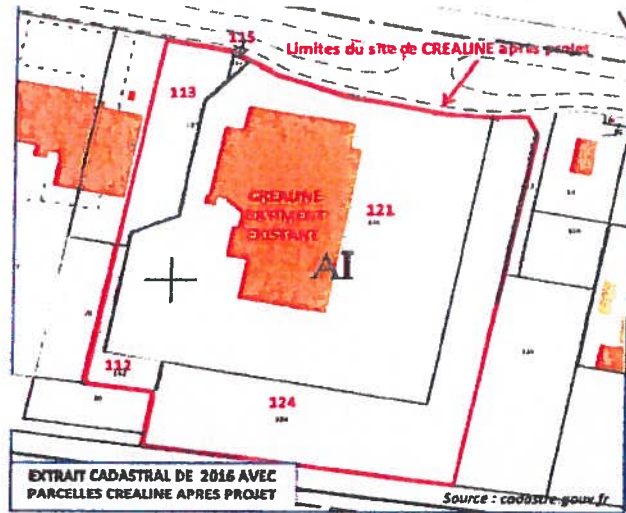 115
Limites du site de CREALINE après projet
113
CREALINE
BATIMENT
EXISTANT
121
AI
112
124
EXTRAIT CADASTRAL DE 2016 AVEC
PARCELLES CREALINE APRES PROJET
Source : cadastre.gouv.fr